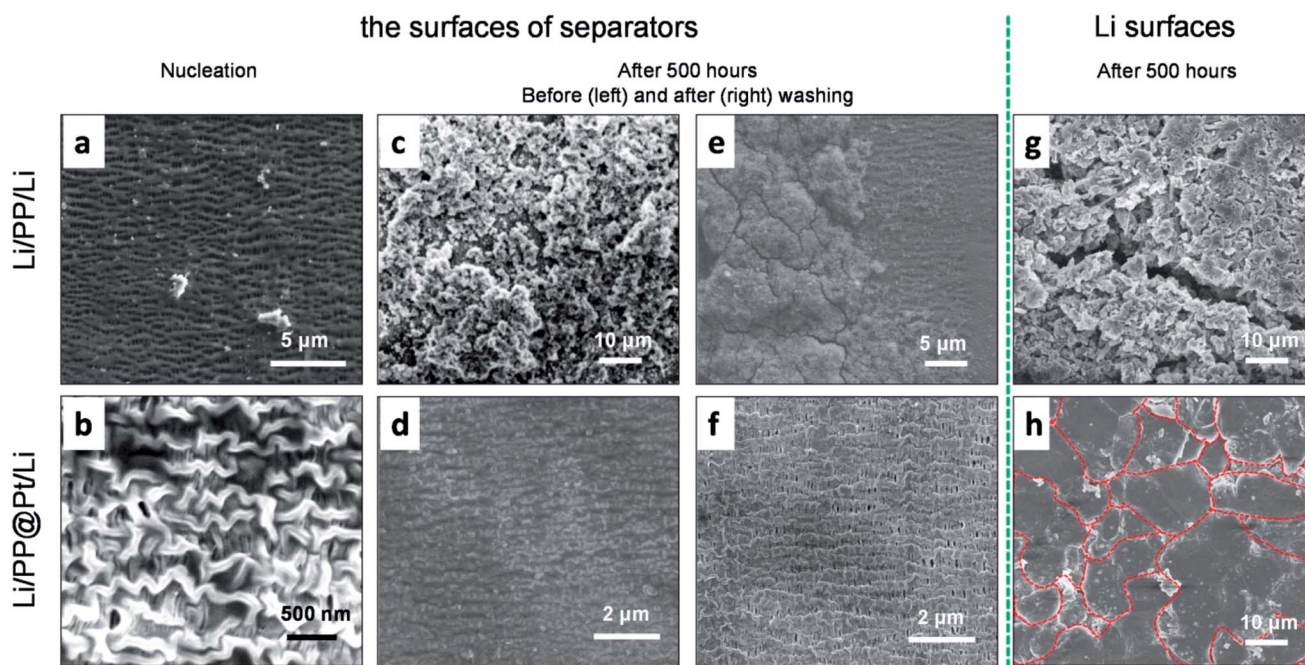 the surfaces of separators
Li surfaces
Nucleation
After 500 hours
Before (left) and after (right) washing
After 500 hours
Li/PP/Li
a
5 μm
c
10 μm
e
5 μm
g
10 μm
Li/PP@Pt/Li
b
500 nm
d
2 μm
f
2 μm
h
10 μm